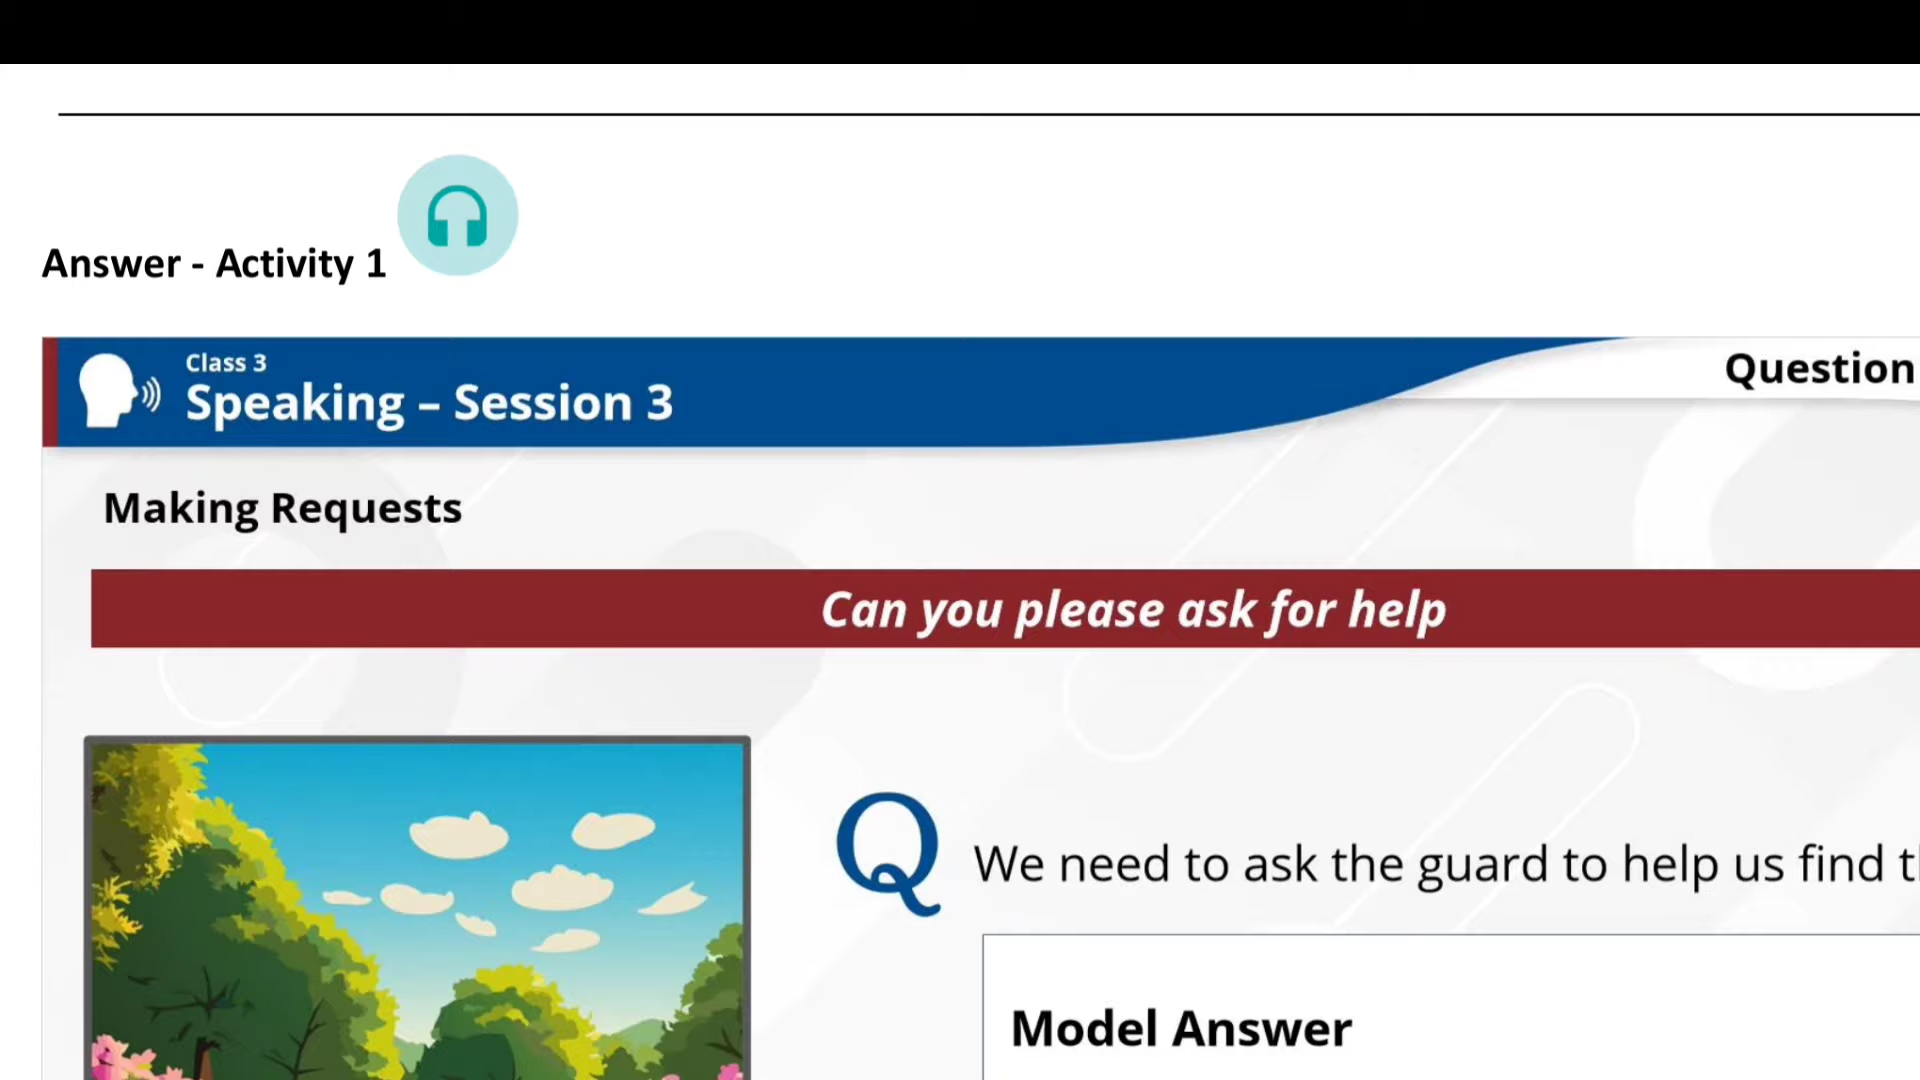 Answer - Activity 1
Class 3
Speaking – Session 3
Question
Making Requests
Can you please ask for help
Q
We need to ask the guard to help us find
Model Answer